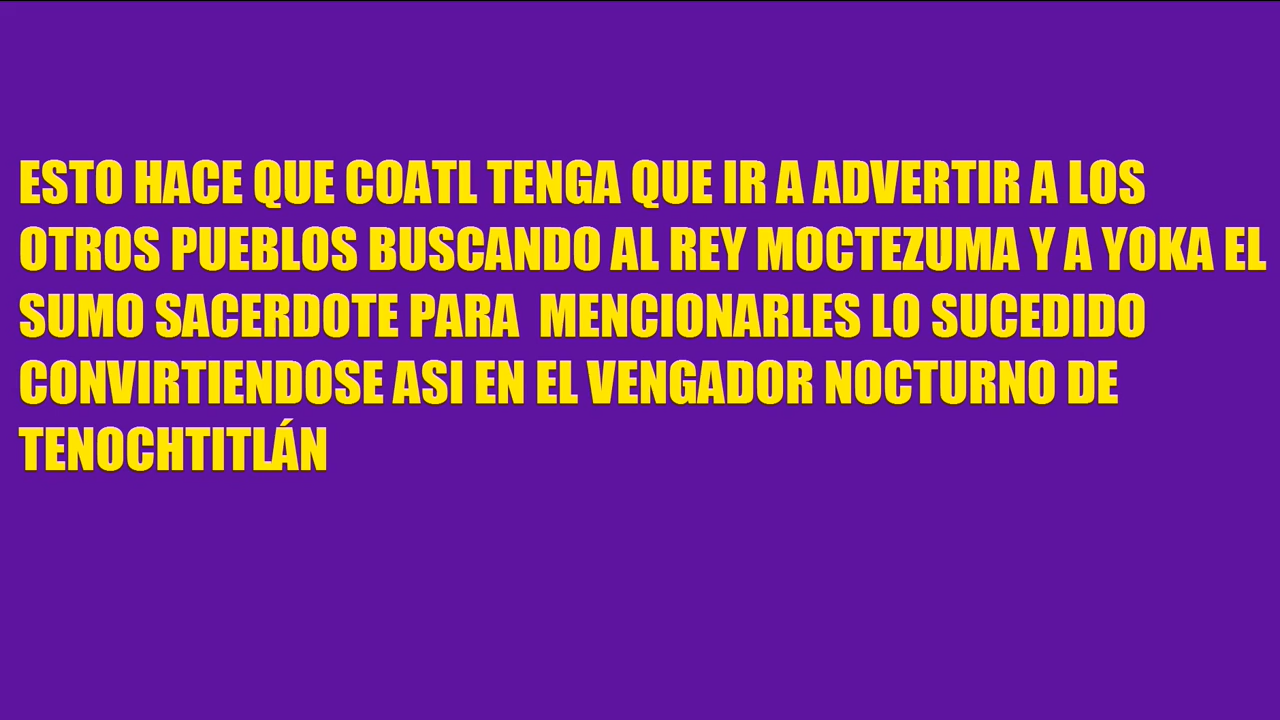 ESTO HACE QUE COATL TENGA QUE IR A ADVERTIR A LOS
OTROS PUEBLOS BUSCANDO AL REY MOCTEZUMA Y A YOKA EL
SUMO SACERDOTE PARA  MENCIONARLES LO SUCEDIDO
CONVIRTIENDOSE ASI EN EL VENGADOR NOCTURNO DE
TENOCHTITLÁN